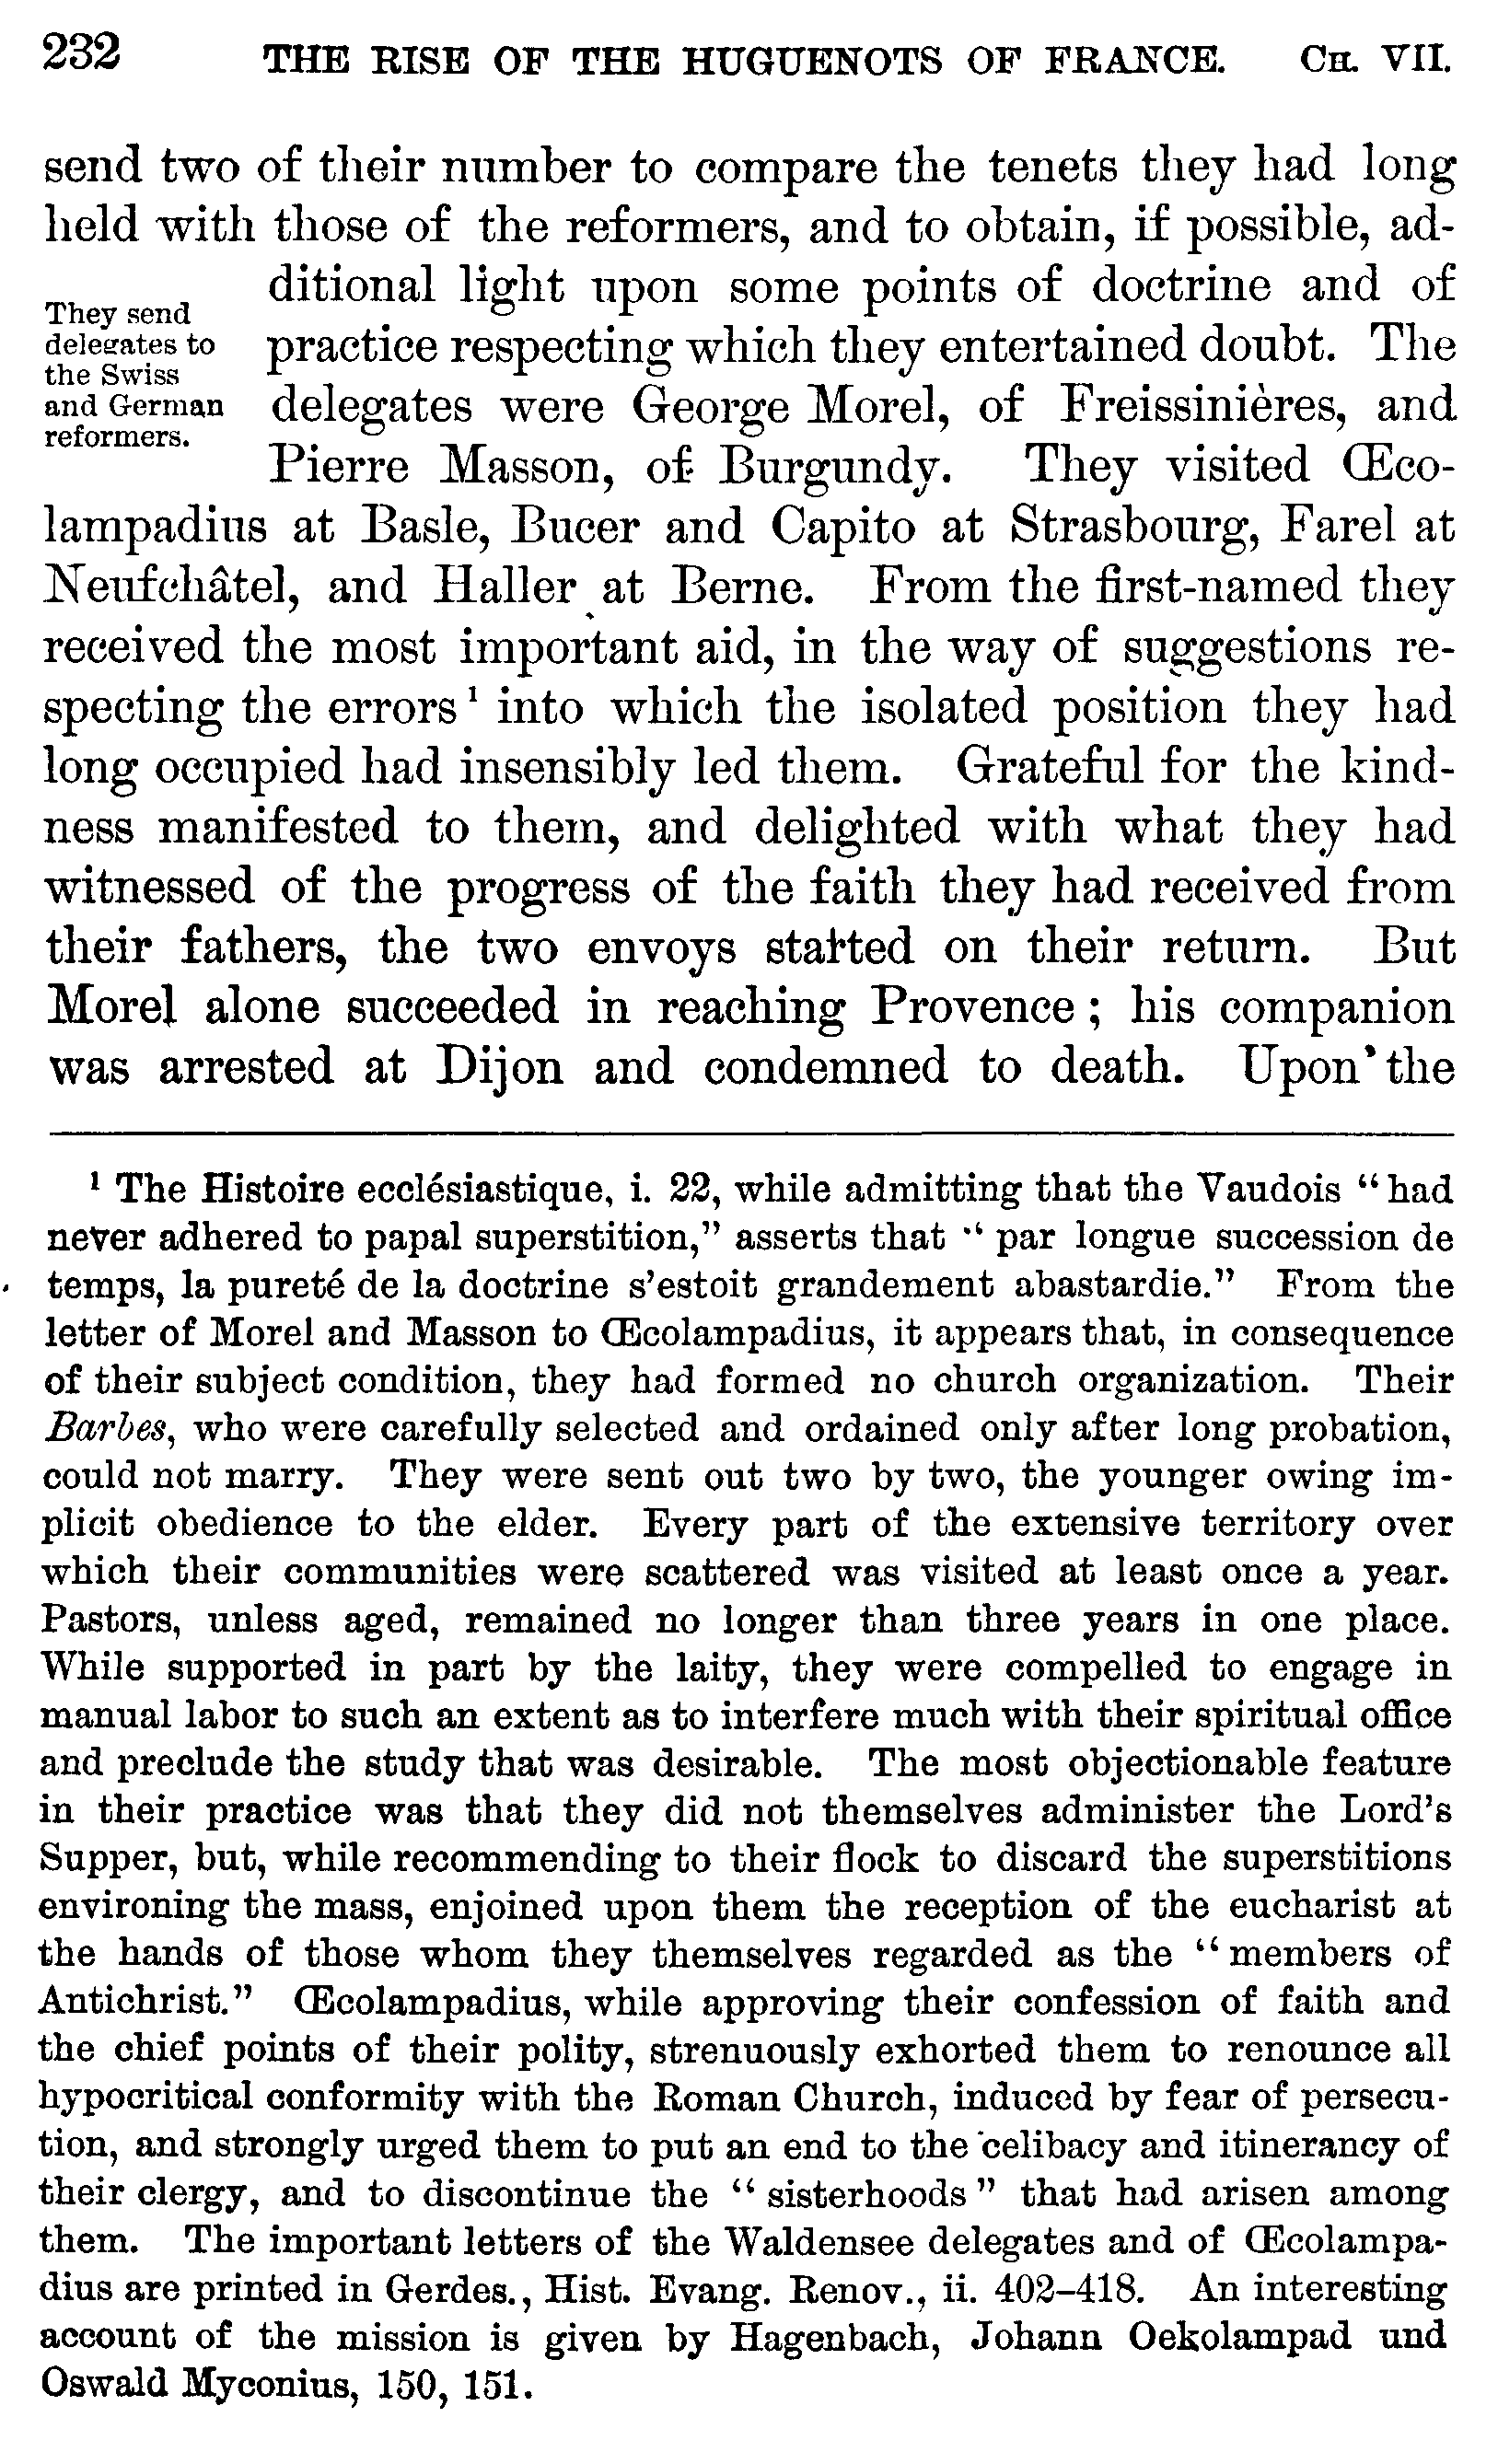 232 THE RISE OF THE HUGUENOTS OF FRANCE. CH. VII.
send two of their number to compare the tenets they had long
held with those of the reformers, and to obtain, if possible, ad-
ditional light upon some points of doctrine and of
practice respecting which they entertained doubt. The
delegates were George Morel, of Freissinières, and
Pierre Masson, of Burgundy. They visited Œco-
They send
delegates to
the Swiss
and German
reformers.
lampadius at Basle, Bucer and Capito at Strasbourg, Farel at
Neufchâtel, and Haller at Berne. From the first-named they
received the most important aid, in the way of suggestions re-
specting the errors¹ into which the isolated position they had
long occupied had insensibly led them. Grateful for the kind-
ness manifested to them, and delighted with what they had
witnessed of the progress of the faith they had received from
their fathers, the two envoys started on their return. But
Morel alone succeeded in reaching Provence; his companion
was arrested at Dijon and condemned to death. Upon the
¹ The Histoire ecclésiastique, i. 22, while admitting that the Vaudois “had
never adhered to papal superstition,” asserts that “par longue succession de
temps, la pureté de la doctrine s’estoit grandement abastardie.” From the
letter of Morel and Masson to Œcolampadius, it appears that, in consequence
of their subject condition, they had formed no church organization. Their
Barbes, who were carefully selected and ordained only after long probation,
could not marry. They were sent out two by two, the younger owing im-
plicit obedience to the elder. Every part of the extensive territory over
which their communities were scattered was visited at least once a year.
Pastors, unless aged, remained no longer than three years in one place.
While supported in part by the laity, they were compelled to engage in
manual labor to such an extent as to interfere much with their spiritual office
and preclude the study that was desirable. The most objectionable feature
in their practice was that they did not themselves administer the Lord’s
Supper, but, while recommending to their flock to discard the superstitions
environing the mass, enjoined upon them the reception of the eucharist at
the hands of those whom they themselves regarded as the “members of
Antichrist.” Œcolampadius, while approving their confession of faith and
the chief points of their polity, strenuously exhorted them to renounce all
hypocritical conformity with the Roman Church, induced by fear of persecu-
tion, and strongly urged them to put an end to the celibacy and itinerancy of
their clergy, and to discontinue the “sisterhoods” that had arisen among
them. The important letters of the Waldensee delegates and of Œcolampa-
dius are printed in Gerdes., Hist. Evang. Renov., ii. 402–418. An interesting
account of the mission is given by Hagenbach, Johann Oekolampad und
Oswald Myconius, 150, 151.